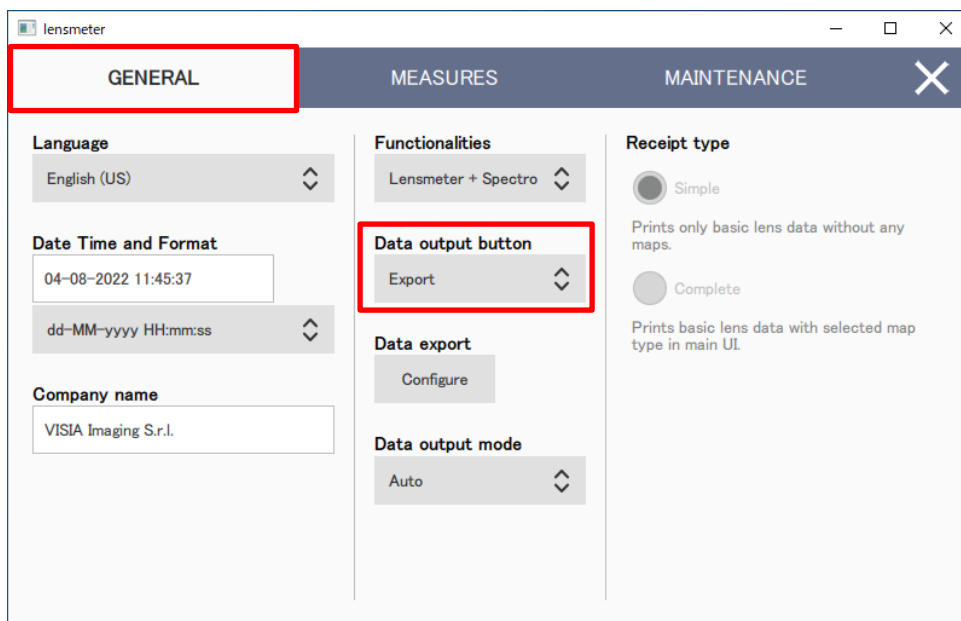 lensmeter
GENERAL
MEASURES
MAINTENANCE
Language
English (US)
Date Time and Format
04-08-2022 11:45:37
dd-MM-yyyy HH:mm:ss
Company name
VISIA Imaging S.r.l.
Functionalities
Lensmeter + Spectro
Data output button
Export
Data export
Configure
Data output mode
Auto
Receipt type
Simple
Prints only basic lens data without any
maps.
Complete
Prints basic lens data with selected map
type in main UI.